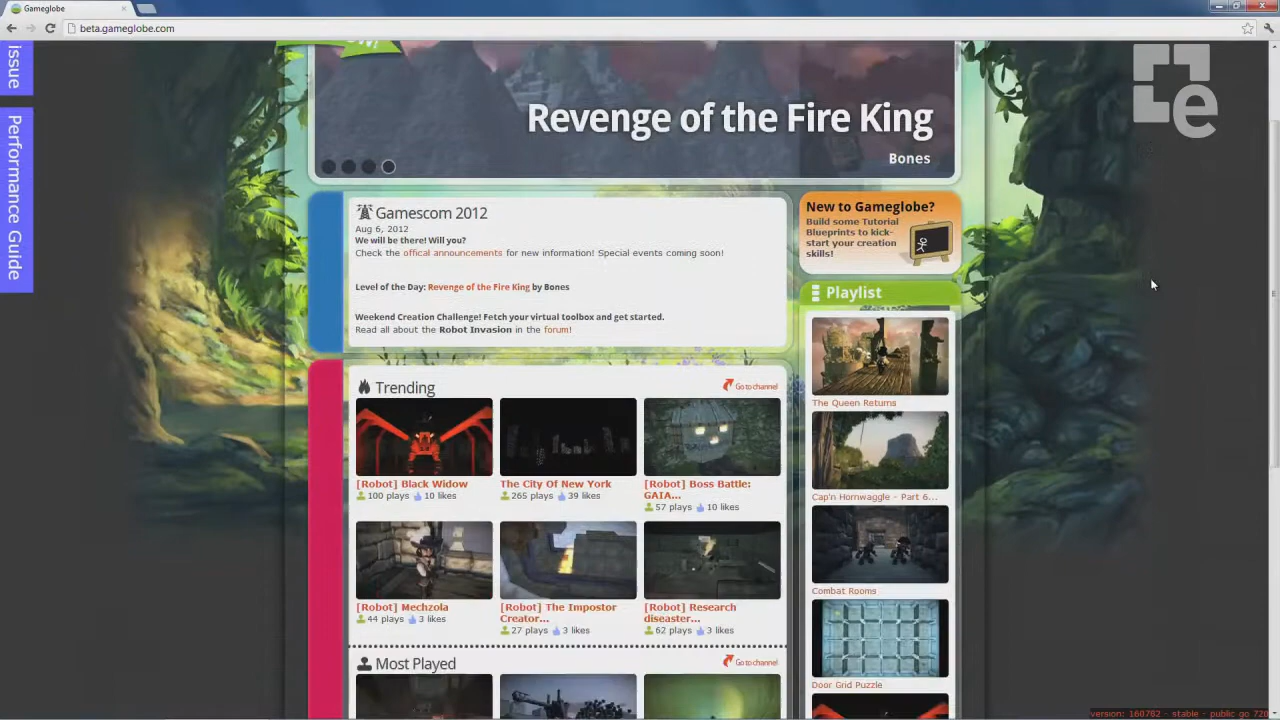 Gameglobe
beta.gameglobe.com
issue
Performance Guide
Revenge of the Fire King
Bones
Gamescom 2012
Aug 6, 2012
We will be there! Will you?
Check the offical announcements for new information! Special events coming soon!
Level of the Day: Revenge of the Fire King by Bones
Weekend Creation Challenge! Fetch your virtual toolbox and get started.
Read all about the Robot Invasion in the forum!
New to Gameglobe?
Build some Tutorial
Blueprints to kick-
start your creation
skills!
Playlist
The Queen Returns
Cap'n Hornwaggle - Part 6...
Combat Rooms
Door Grid Puzzle
Trending
Go to channel
[Robot] Black Widow
100 plays 10 likes
The City Of New York
265 plays 39 likes
[Robot] Boss Battle:
GAIA...
57 plays 10 likes
[Robot] Mechzola
44 plays 3 likes
[Robot] The Impostor
Creator...
27 plays 3 likes
[Robot] Research
diseaster...
62 plays 3 likes
Most Played
Go to channel
e
version: 160702 - stable - public go 720